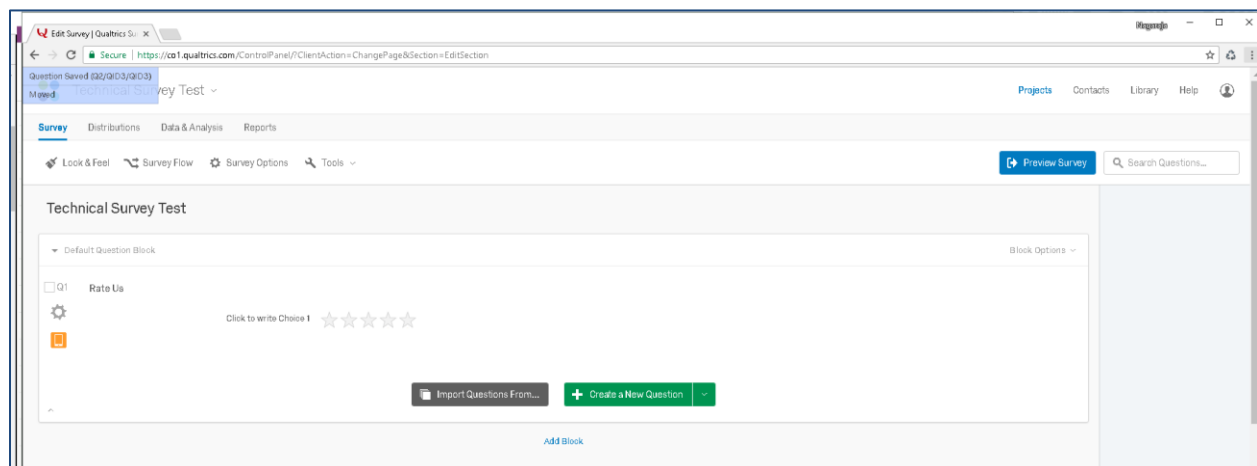 Edit Survey | Qualtrics Su
Nagaraja
Secure | https://co1.qualtrics.com/ControlPanel/?ClientAction=ChangePage&Section=EditSection
Question Saved (Q2/QID3/QID3)
Moved
Technical Survey Test
Projects Contacts Library Help
Survey Distributions Data & Analysis Reports
Look & Feel Survey Flow Survey Options Tools
Preview Survey Search Questions...
Technical Survey Test
Default Question Block Block Options
Q1 Rate Us
Click to write Choice 1
Import Questions From... Create a New Question
Add Block